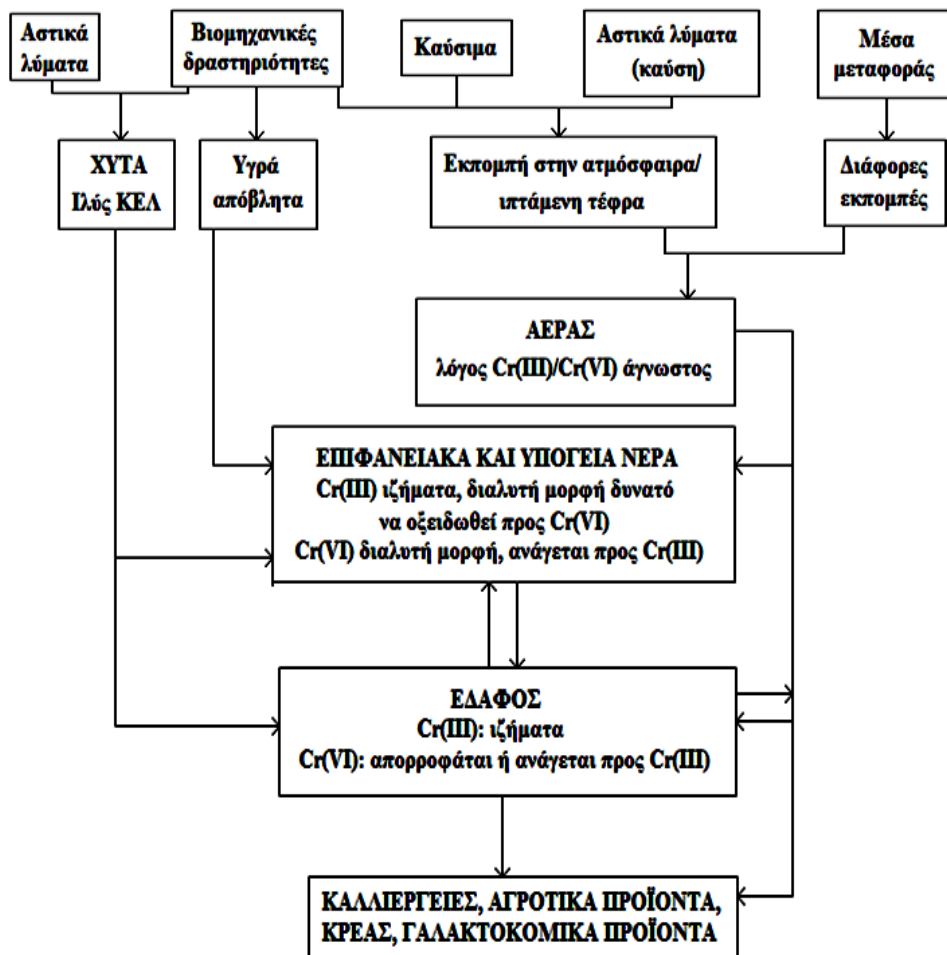 Αστικά
λύματα
Βιομηχανικές
δραστηριότητες
Καύσιμα
Αστικά λύματα
(καύση)
Μέσα
μεταφοράς
ΧΥΤΑ
Ιλύς ΚΕΛ
Υγρά
απόβλητα
Εκπομπή στην ατμόσφαιρα/
ιπτάμενη τέφρα
Διάφορες
εκπομπές
ΑΕΡΑΣ
λόγος Cr(III)/Cr(VI) άγνωστος
ΕΠΙΦΑΝΕΙΑΚΑ ΚΑΙ ΥΠΟΓΕΙΑ ΝΕΡΑ
Cr(III) ιζήματα, διαλυτή μορφή δυνατό
να οξειδωθεί προς Cr(VI)
Cr(VI) διαλυτή μορφή, ανάγεται προς Cr(III)
ΕΔΑΦΟΣ
Cr(III): ιζήματα
Cr(VI): απορροφάται ή ανάγεται προς Cr(III)
ΚΑΛΛΙΕΡΓΕΙΕΣ, ΑΓΡΟΤΙΚΑ ΠΡΟΪΟΝΤΑ,
ΚΡΕΑΣ, ΓΑΛΑΚΤΟΚΟΜΙΚΑ ΠΡΟΪΟΝΤΑ